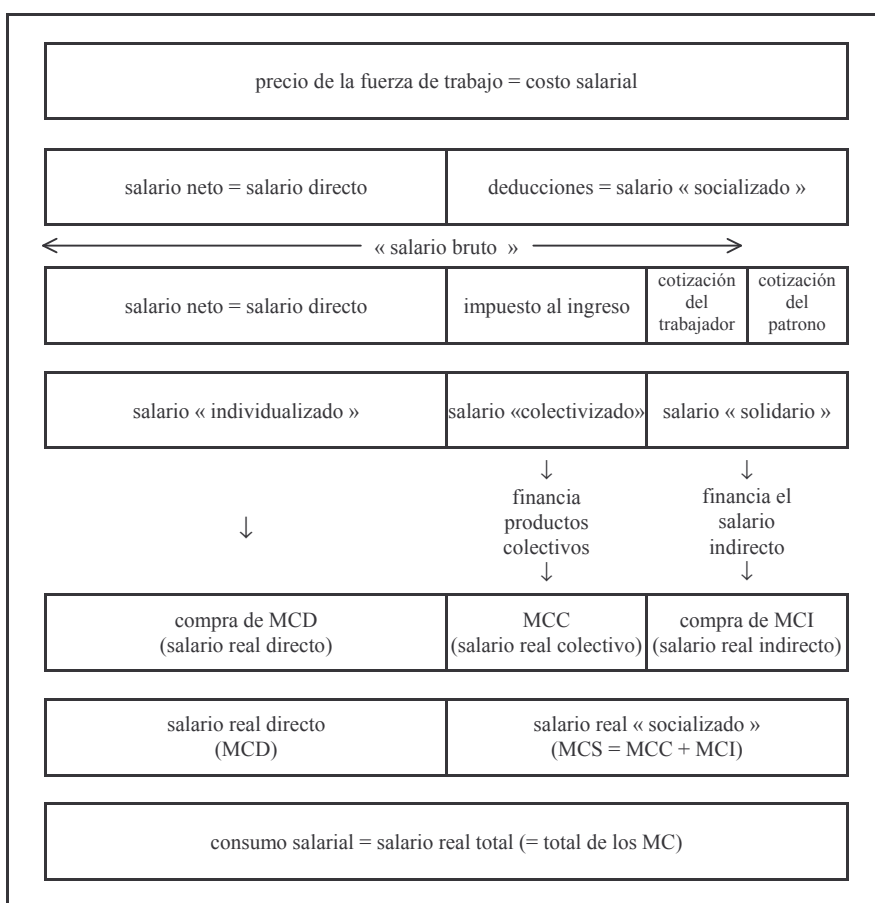 precio de la fuerza de trabajo = costo salarial
salario neto = salario directo
deducciones = salario « socializado »
« salario bruto »
salario neto = salario directo
impuesto al ingreso
cotización
del
trabajador
cotización
del
patrono
salario « individualizado »
salario «colectivizado»
salario « solidario »
↓
↓
↓
financia
productos
colectivos
financia el
salario
indirecto
↓
↓
compra de MCD
(salario real directo)
MCC
(salario real colectivo)
compra de MCI
(salario real indirecto)
salario real directo
(MCD)
salario real « socializado »
(MCS = MCC + MCI)
consumo salarial = salario real total (= total de los MC)